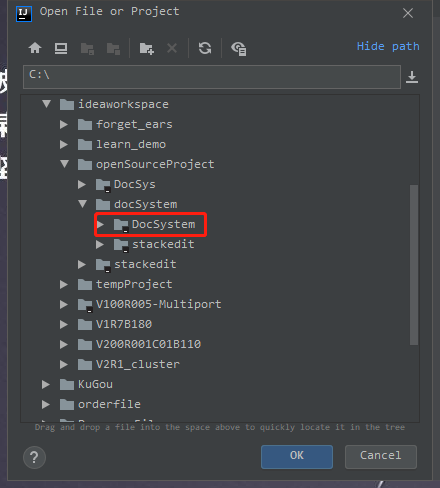 Open File or Project
Hide path
C:\
ideaworkspace
forget_ears
learn_demo
openSourceProject
DocSys
docSystem
DocSystem
stackedit
stackedit
tempProject
V100R005-Multiport
V1R7B180
V200R001C01B110
V2R1_cluster
KuGou
orderfile
Drag and drop a file into the space above to quickly locate it in the tree
?
OK
Cancel